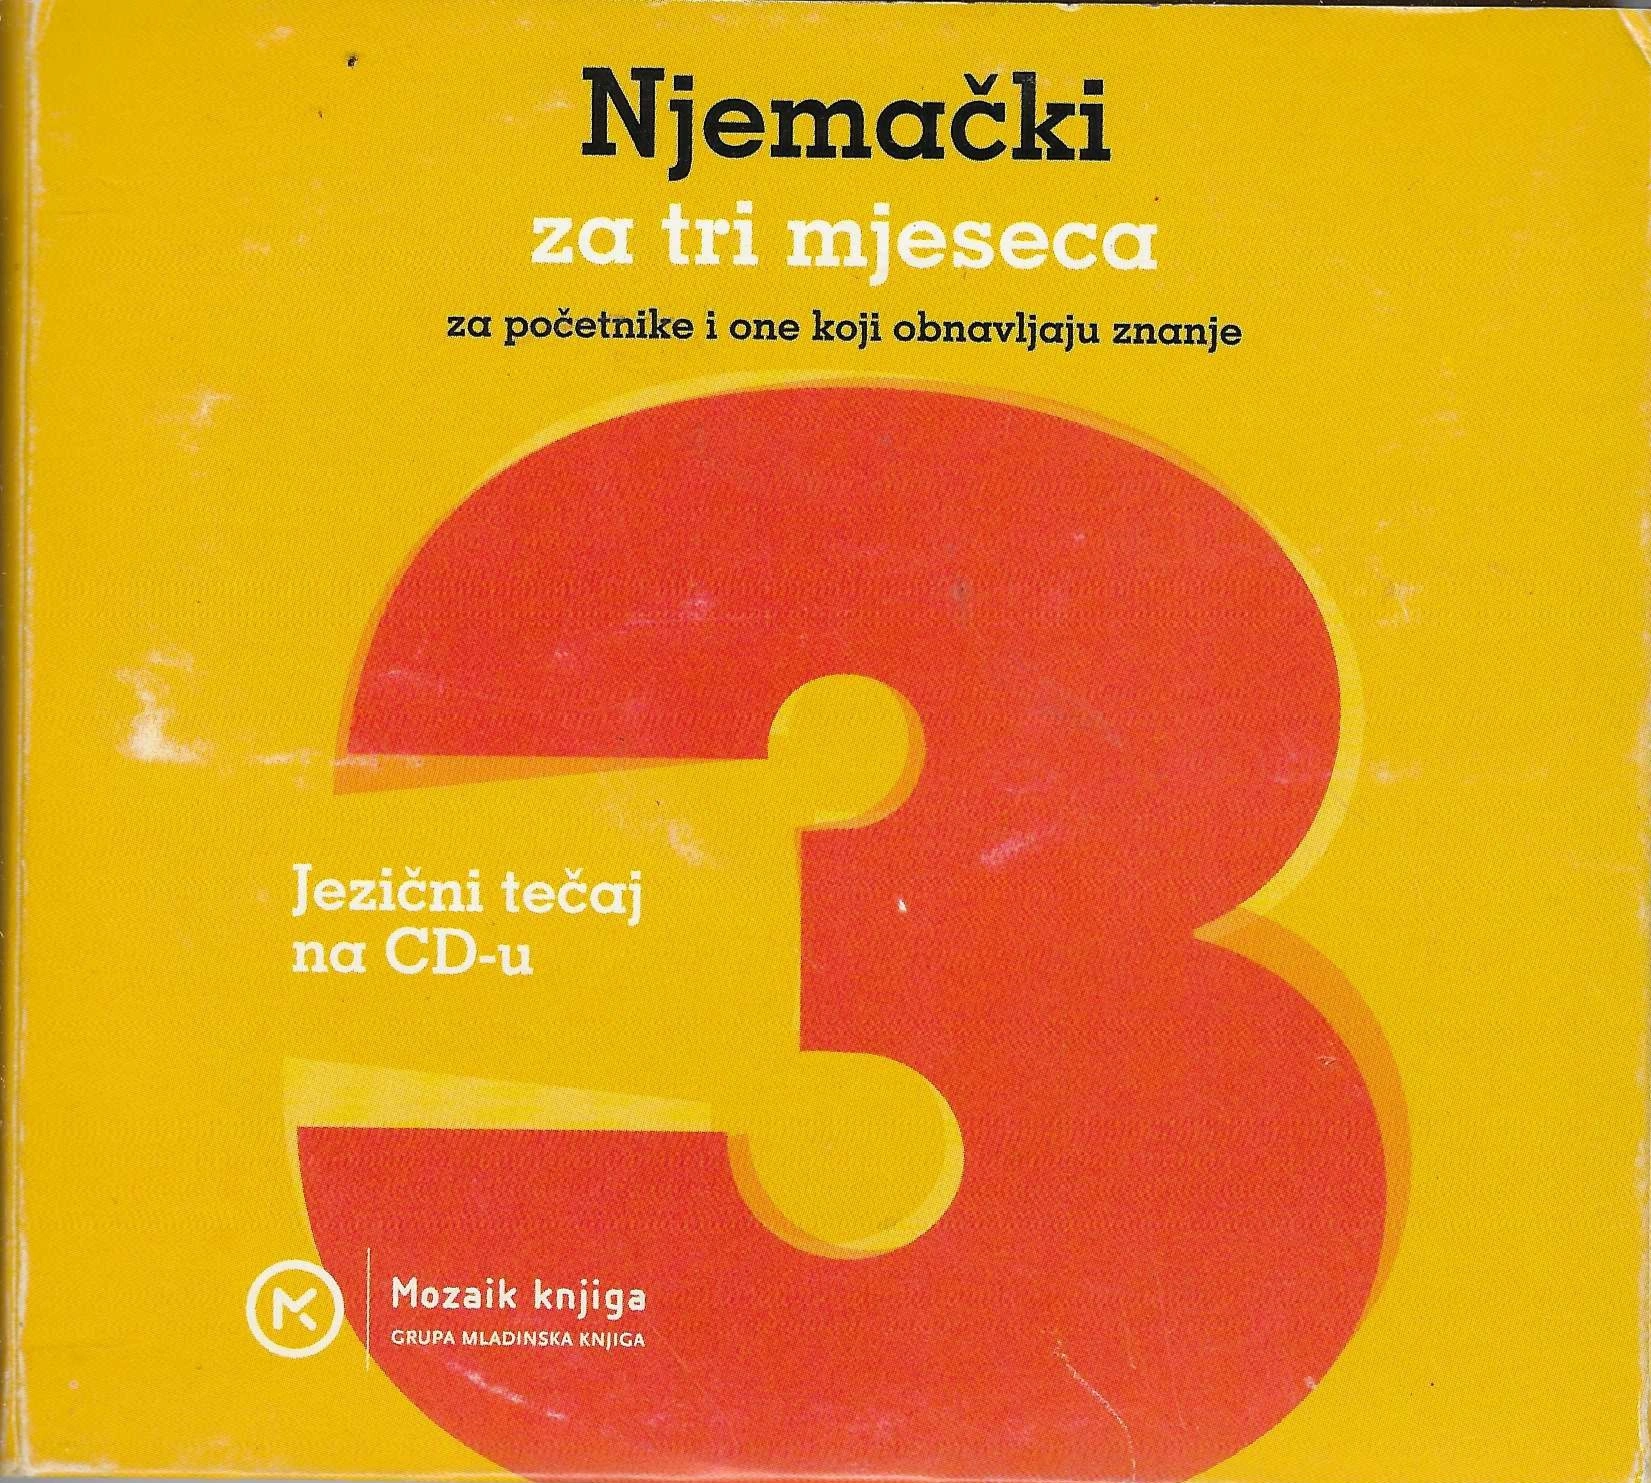 Njemački
za tri mjeseca
za početnike i one koji obnavljaju znanje
Jezični tečaj
na CD-u
Mozaik knjiga
GRUPA MLADINSKA KNJIGA